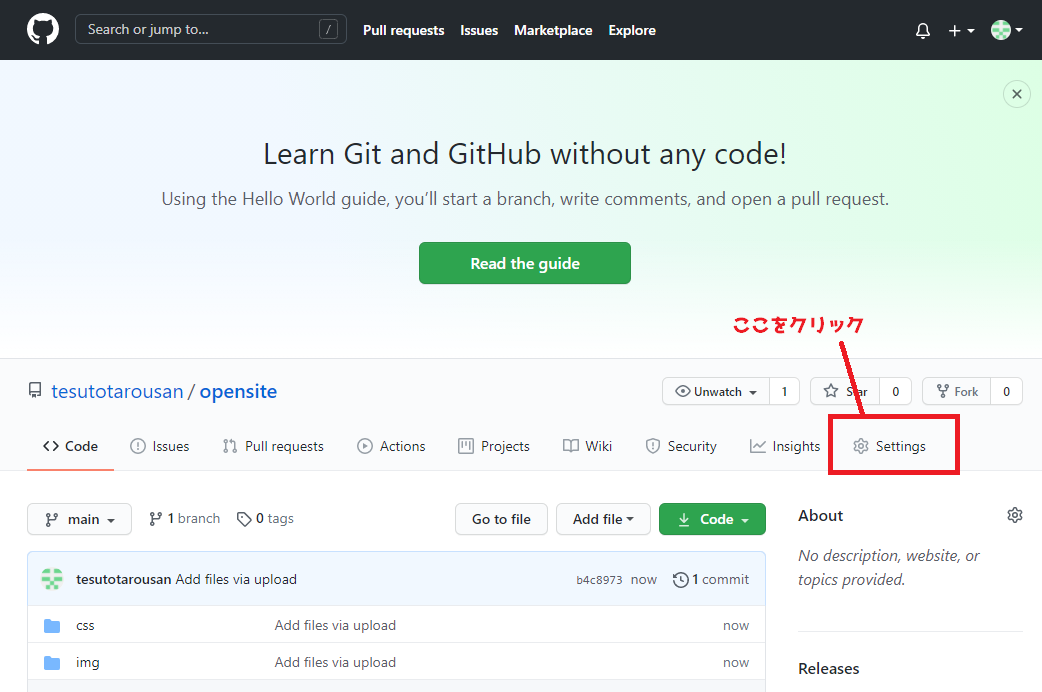 Search or jump to... /
Pull requests Issues Marketplace Explore
Learn Git and GitHub without any code!
Using the Hello World guide, you’ll start a branch, write comments, and open a pull request.
Read the guide
ここをクリック
tesutotarousan / opensite
Unwatch 1 Star 0 Fork 0
Code Issues Pull requests Actions Projects Wiki Security Insights Settings
main 1 branch 0 tags Go to file Add file Code
About
tesutotarousan Add files via upload b4c8973 now 1 commit
No description, website, or
topics provided.
css Add files via upload now
img Add files via upload now
Releases